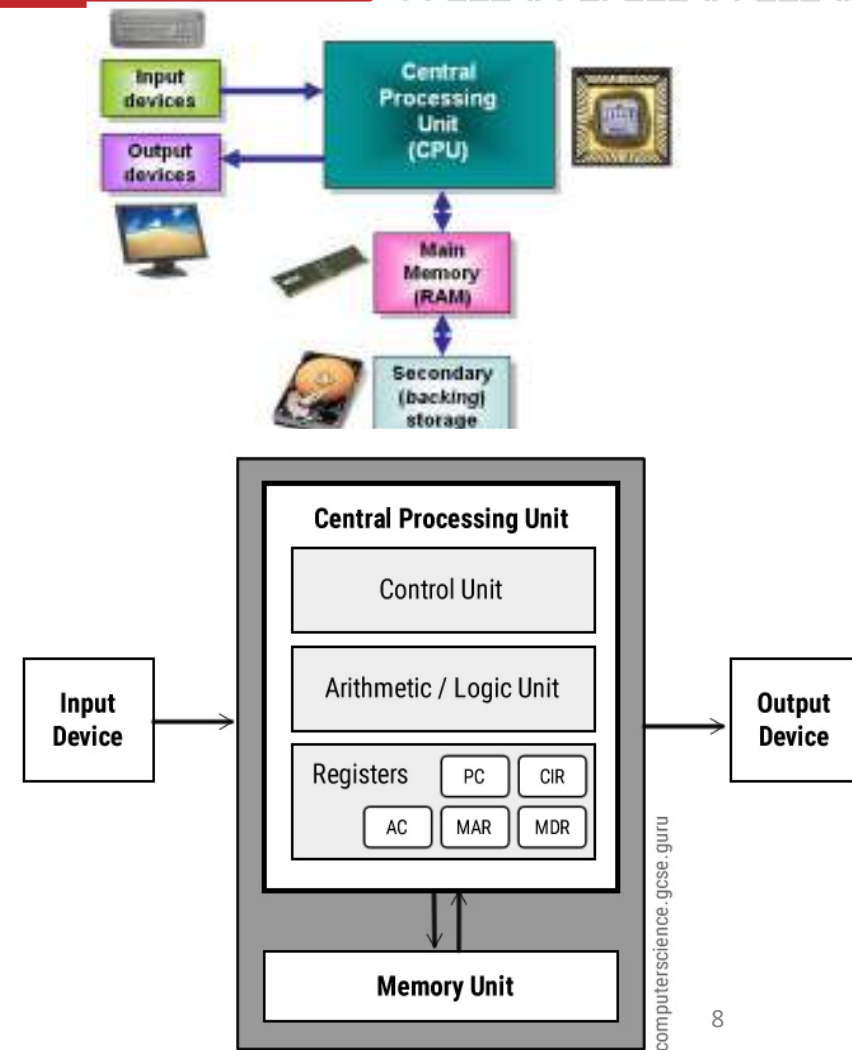 Input
devices
Central
Processing
Unit
(CPU)
Output
devices
Main
Memory
(RAM)
Secondary
(backing)
storage
Central Processing Unit
Control Unit
Arithmetic / Logic Unit
Registers
PC
CIR
AC
MAR
MDR
Input
Device
Output
Device
Memory Unit
computerscience.gcse.guru
8